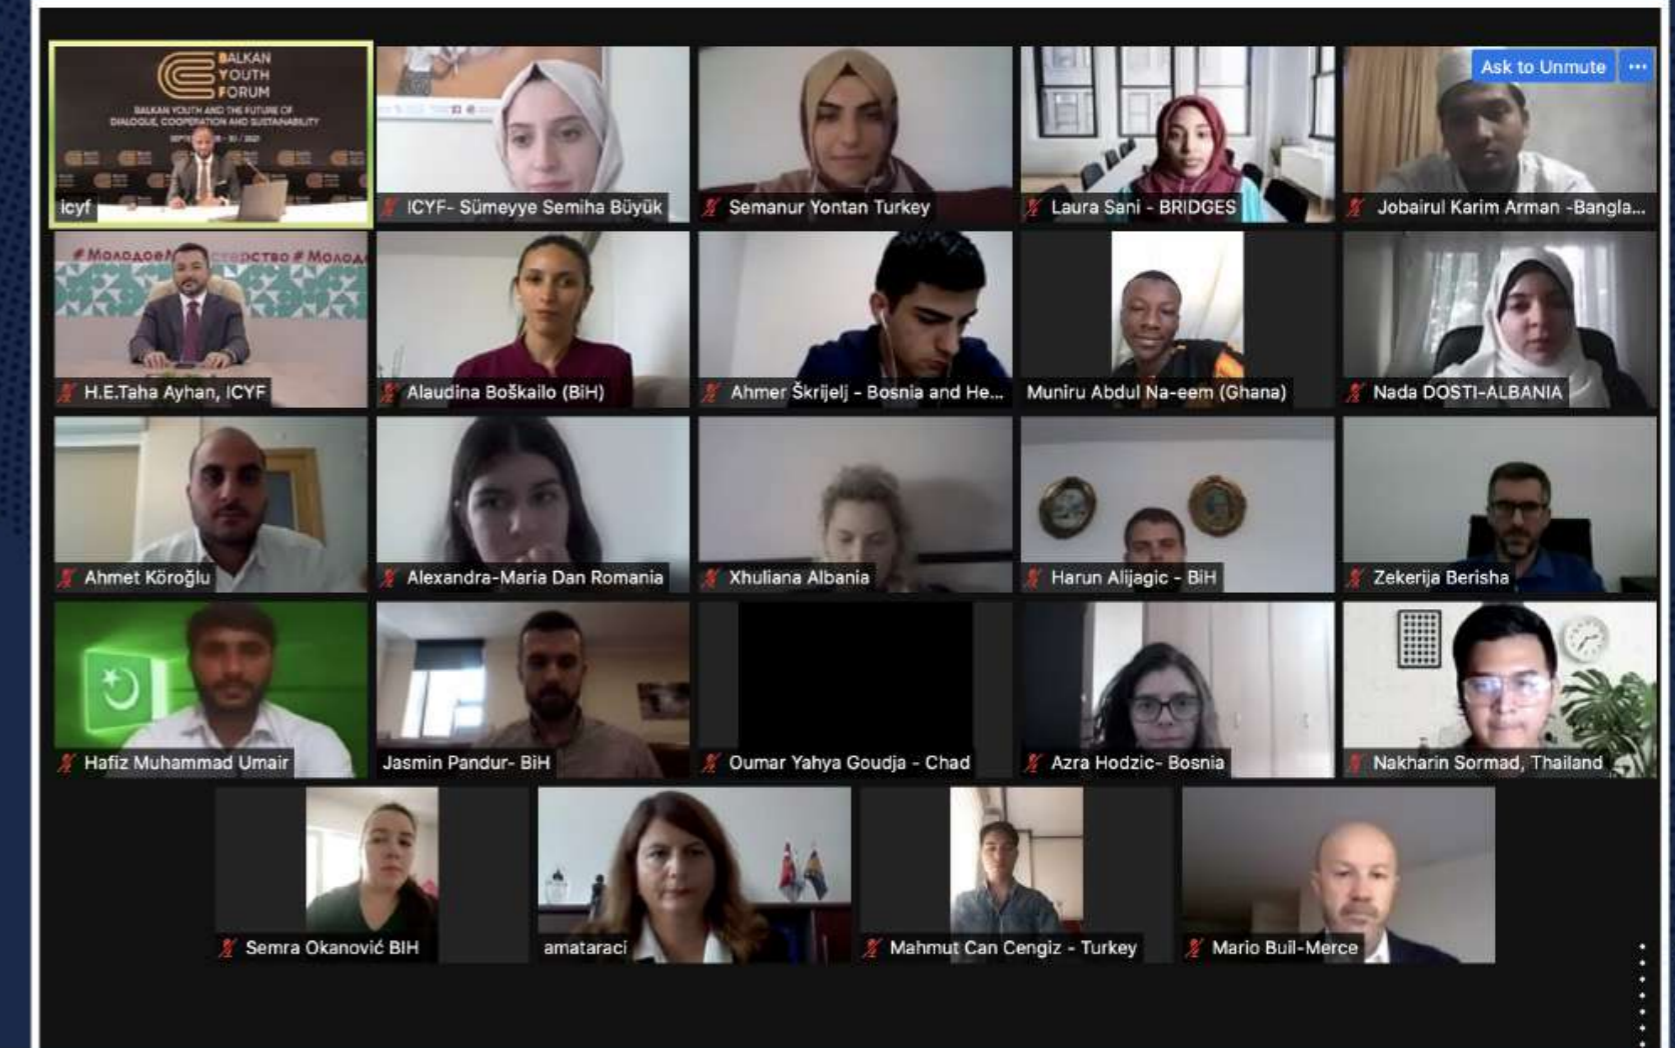 BALKAN
YOUTH
FORUM
BALKAN YOUTH AND THE FUTURE OF
DIALOGUE, COOPERATION AND SUSTAINABILITY
icyf
ICYF- Sümeyye Semiha Büyük
Semanur Yontan Turkey
Laura Sani - BRIDGES
Ask to Unmute ...
Jobairul Karim Arman -Bangla...
#МолодоеМ стерство # Молод
H.E.Taha Ayhan, ICYF
Alaudina Boškailo (BiH)
Ahmer Škrijelj - Bosnia and He...
Muniru Abdul Na-eem (Ghana)
Nada DOSTI-ALBANIA
Ahmet Köroğlu
Alexandra-Maria Dan Romania
Xhuliana Albania
Harun Alijagic - BiH
Zekerija Berisha
Hafiz Muhammad Umair
Jasmin Pandur- BiH
Oumar Yahya Goudja - Chad
Azra Hodzic- Bosnia
Nakharin Sormad, Thailand
Semra Okanović BIH
amataraci
Mahmut Can Cengiz - Turkey
Mario Buil-Merce